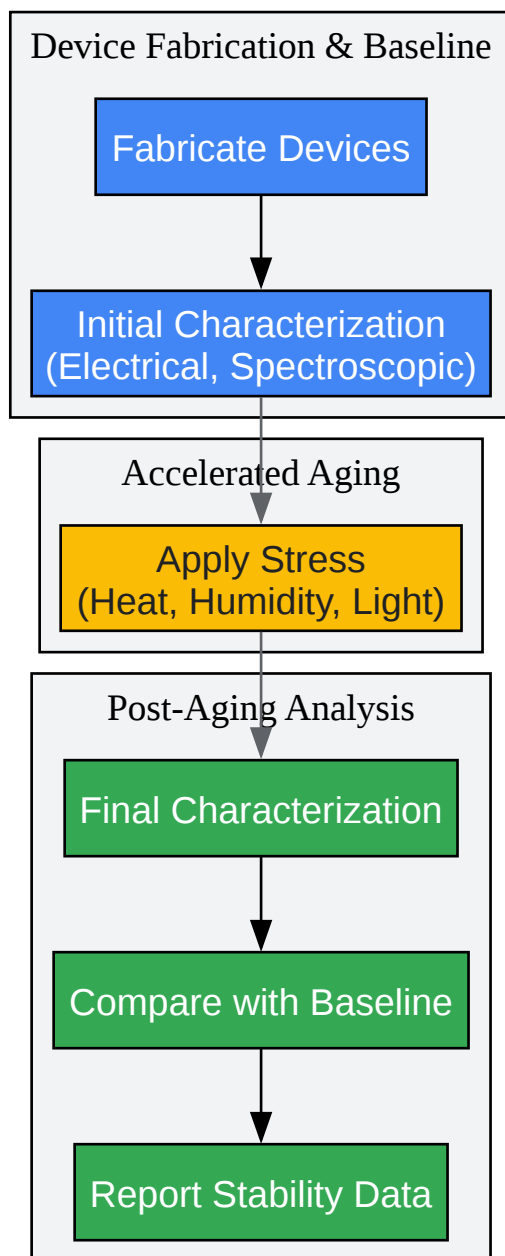 Device Fabrication & Baseline
Fabricate Devices
Initial Characterization
(Electrical, Spectroscopic)
Accelerated Aging
Apply Stress
(Heat, Humidity, Light)
Post-Aging Analysis
Final Characterization
Compare with Baseline
Report Stability Data